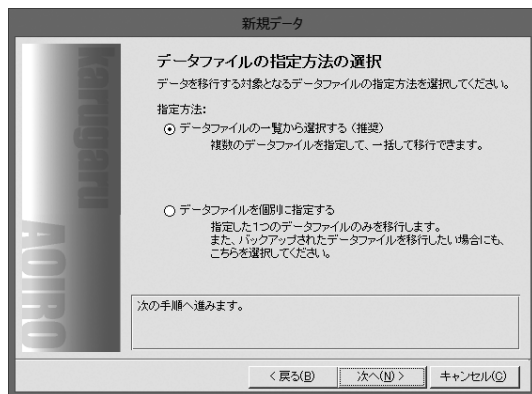 新規データ
データファイルの指定方法の選択
データを移行する対象となるデータファイルの指定方法を選択してください。
指定方法:
データファイルの一覧から選択する（推奨）
複数のデータファイルを指定して、一括して移行できます。
データファイルを個別に指定する
指定した1つのデータファイルのみを移行します。
また、バックアップされたデータファイルを移行したい場合にも、
こちらを選択してください。
karugaru
AOIRO
次の手順へ進みます。
< 戻る(B)
次へ(N) >
キャンセル(C)